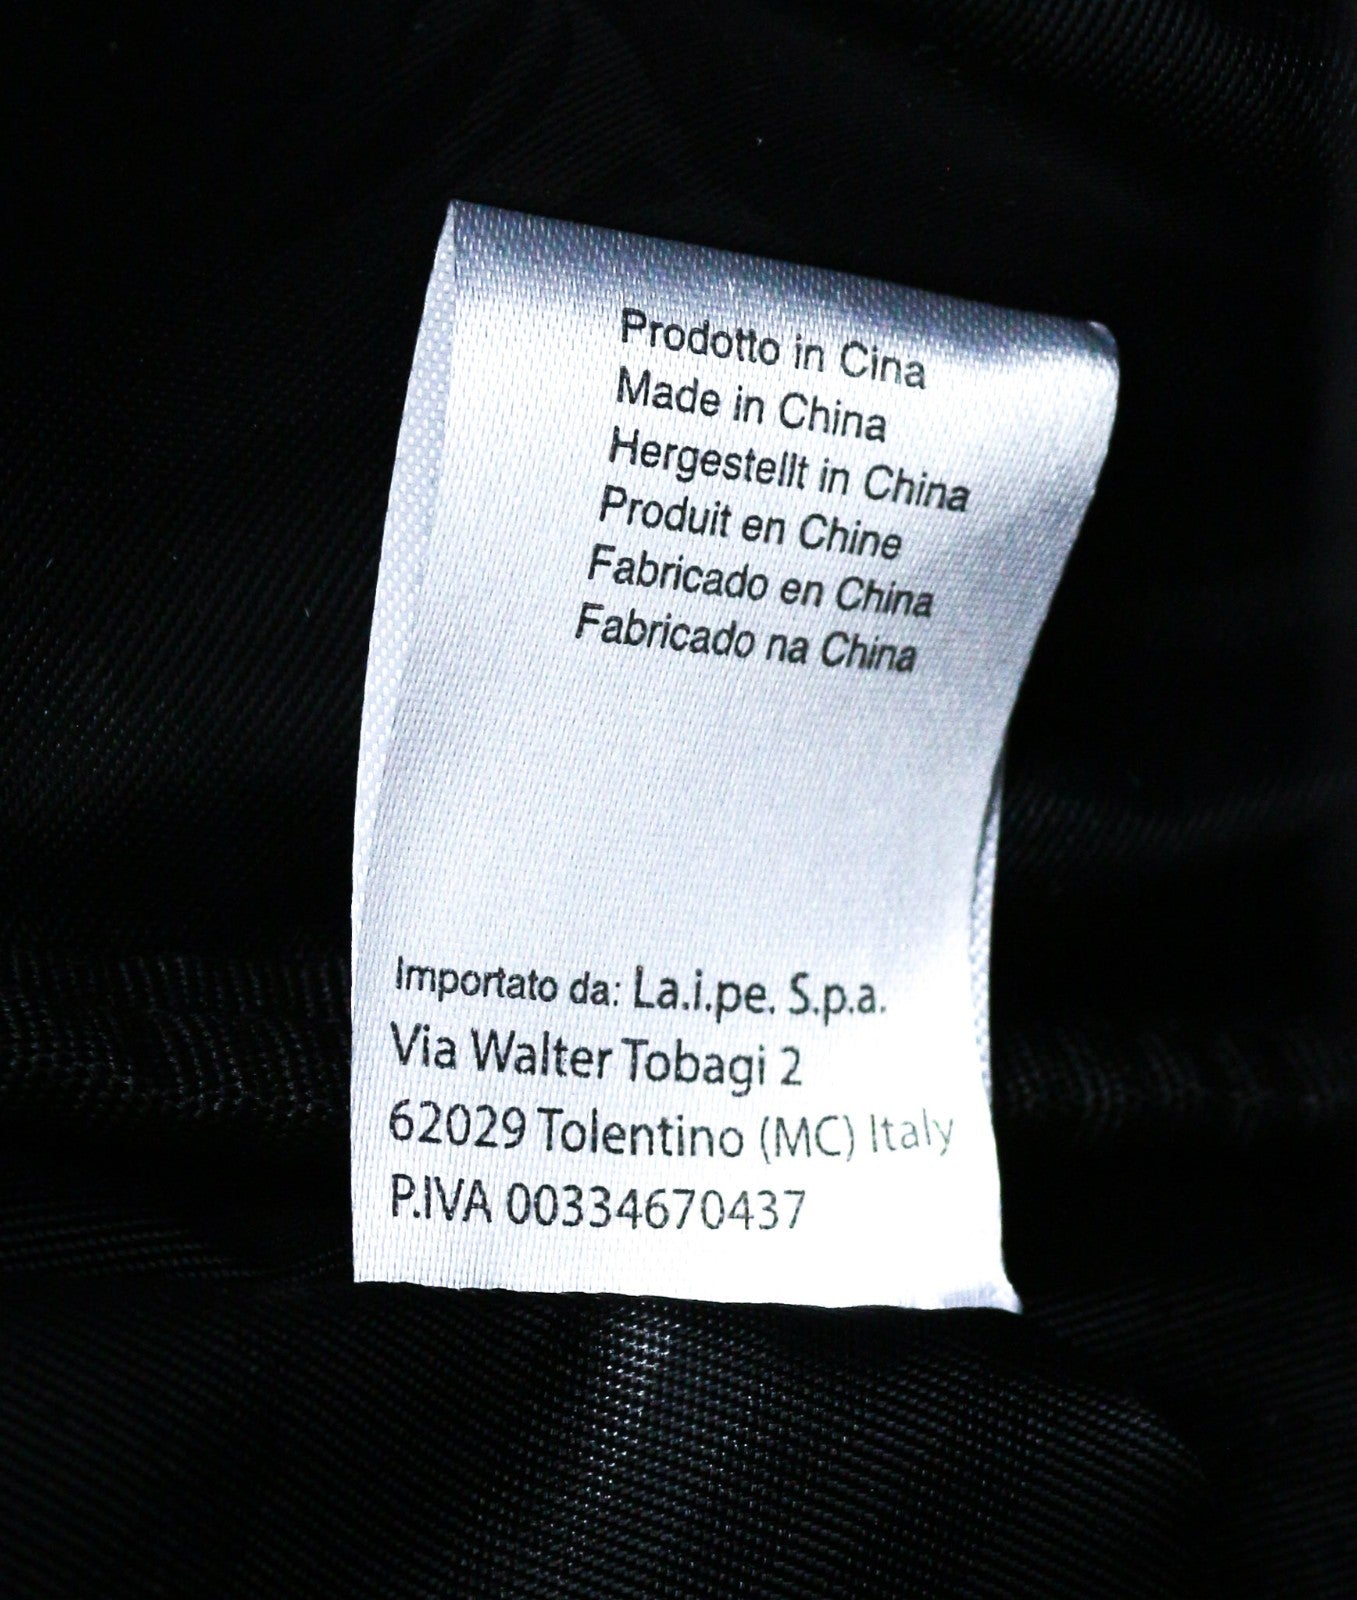 Prodotto in Cina
Made in China
Hergestellt in China
Produit en Chine
Fabricado en China
Fabricado na China
Importato da: La.i.pe. S.p.a.
Via Walter Tobagi 2
62029 Tolentino (MC) Italy
P.IVA 00334670437